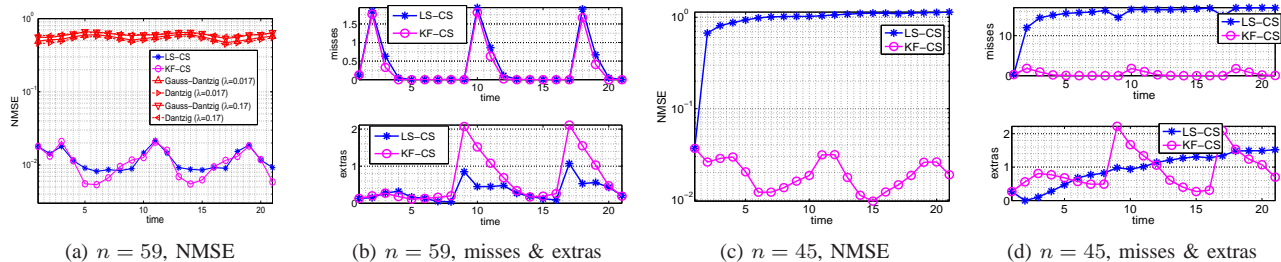 10⁰
10⁻¹
10⁻²
NMSE
LS−CS
KF−CS
Gauss−Dantzig (λ=0.017)
Dantzig (λ=0.017)
Gauss−Dantzig (λ=0.17)
Dantzig (λ=0.17)
5 10 15 20
time
(a) n = 59, NMSE
1.5
1
0.5
0
misses
LS−CS
KF−CS
5 10 15 20
time
2
1
0
extras
LS−CS
KF−CS
5 10 15 20
time
(b) n = 59, misses & extras
10⁰
10⁻¹
10⁻²
NMSE
LS−CS
KF−CS
5 10 15 20
time
(c) n = 45, NMSE
10
0
misses
LS−CS
KF−CS
5 10 15 20
time
2
1
0
extras
LS−CS
KF−CS
5 10 15 20
time
(d) n = 45, misses & extras